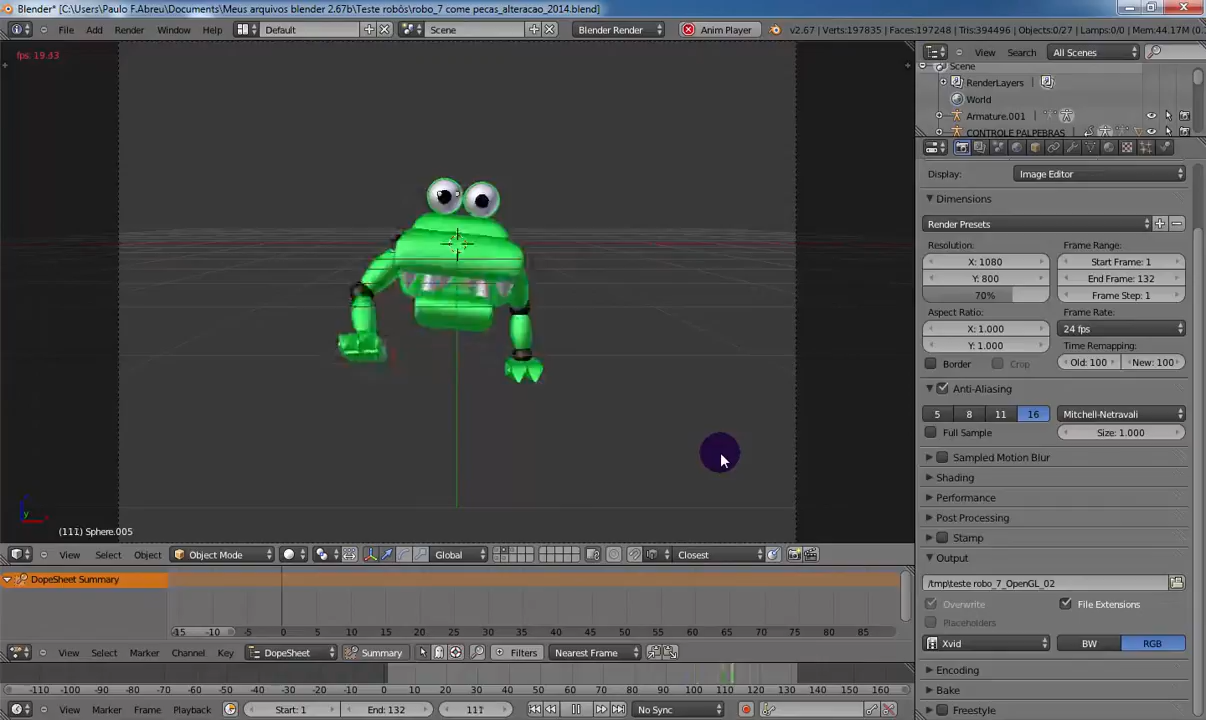 Blender* [C:\Users\Paulo F.Abreu\Documents\Meus arquivos blender 2.67b\Teste robôs\robo_7 come pecas_alteracao_2014.blend]
File Add Render Window Help Default Scene Blender Render Anim Player v2.67 | Verts:197835 | Faces:197248 | Tris:394496 | Objects:0/27 | Lamps:0/0 | Mem:44.17M
View Search All Scenes
Scene
RenderLayers
World
Armature.001
CONTROLE PALPEBRAS
Display: Image Editor
Dimensions
Render Presets
Resolution: Frame Range:
X: 1080 Start Frame: 1
Y: 800 End Frame: 132
70% Frame Step: 1
Aspect Ratio: Frame Rate:
X: 1.000 24 fps
Y: 1.000 Time Remapping:
Border Crop Old: 100 New: 100
Anti-Aliasing
5 8 11 16 Mitchell-Netravali
Full Sample Size: 1.000
Sampled Motion Blur
Shading
Performance
Post Processing
Stamp
Output
/tmp\teste robo_7_OpenGL_02
Overwrite File Extensions
Placeholders
Xvid BW RGB
Encoding
Bake
Freestyle
y
(111) Sphere.005
View Select Object Object Mode Global Closest
DopeSheet Summary
-15 -10 -5 0 5 10 15 20 25 30 35 40 45 50 55 60 65 70 75 80 85
View Select Marker Channel Key DopeSheet Summary Filters Nearest Frame
-110 -100 -90 -80 -70 -60 -50 -40 -30 -20 -10 0 10 20 30 40 50 60 70 80 90 100 110 120 130 140 150 160
View Marker Frame Playback Start: 1 End: 132 111 No Sync